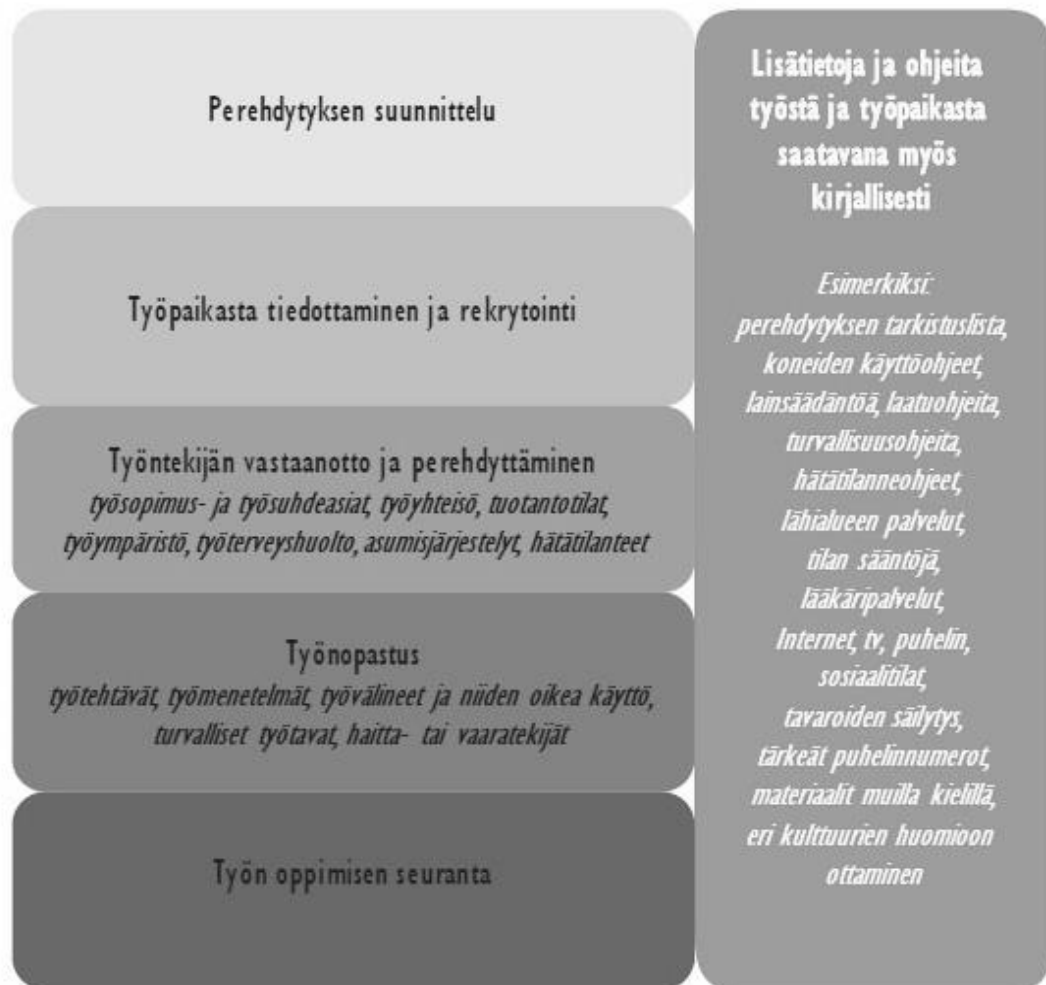 Perehdytyksen suunnittelu
Työpaikasta tiedottaminen ja rekrytointi
Työntekijän vastaanotto ja perehdyttäminen
työsopimus- ja työsuhdeasiat, työyhteisö, tuotantotilat,
työympäristö, työterveyshuolto, asumisjärjestelyt, hätätilanteet
Työnopastus
työtehtävät, työmenetelmät, työvälineet ja niiden oikea käyttö,
turvalliset työtavat, haitta- tai vaaratekijät
Työn oppimisen seuranta
Lisätietoja ja ohjeita
työstä ja työpaikasta
saatavana myös
kirjallisesti
Esimerkiksi:
perehdytyksen tarkistuslista,
koneiden käyttöohjeet,
lainsäädäntöä, laatuohjeita,
turvallisuusohjeita,
hätätilanneohjeet,
lähialueen palvelut,
tilan sääntöjä,
lääkäripalvelut,
Internet, tv, puhelin,
sosiaalitilat,
tavaroiden säilytys,
tärkeät puhelinnumerot,
materiaalit muilla kielillä,
eri kulttuurien huomioon
ottaminen